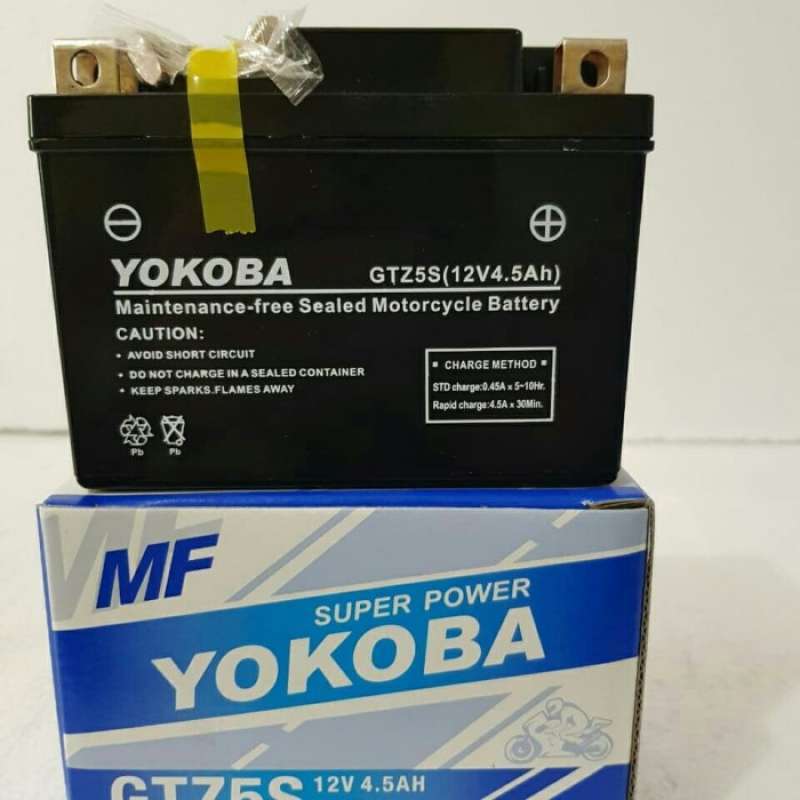 YOKOBA GTZ5S(12V4.5Ah)
Maintenance-free Sealed Motorcycle Battery
CAUTION:
• AVOID SHORT CIRCUIT
• DO NOT CHARGE IN A SEALED CONTAINER
• KEEP SPARKS.FLAMES AWAY
▪ CHARGE METHOD ▪
STD charge:0.45A x 5~10Hr.
Rapid charge:4.5A x 30Min.
Pb Pb
MF
SUPER POWER
YOKOBA
GTZ5S 12V 4.5AH